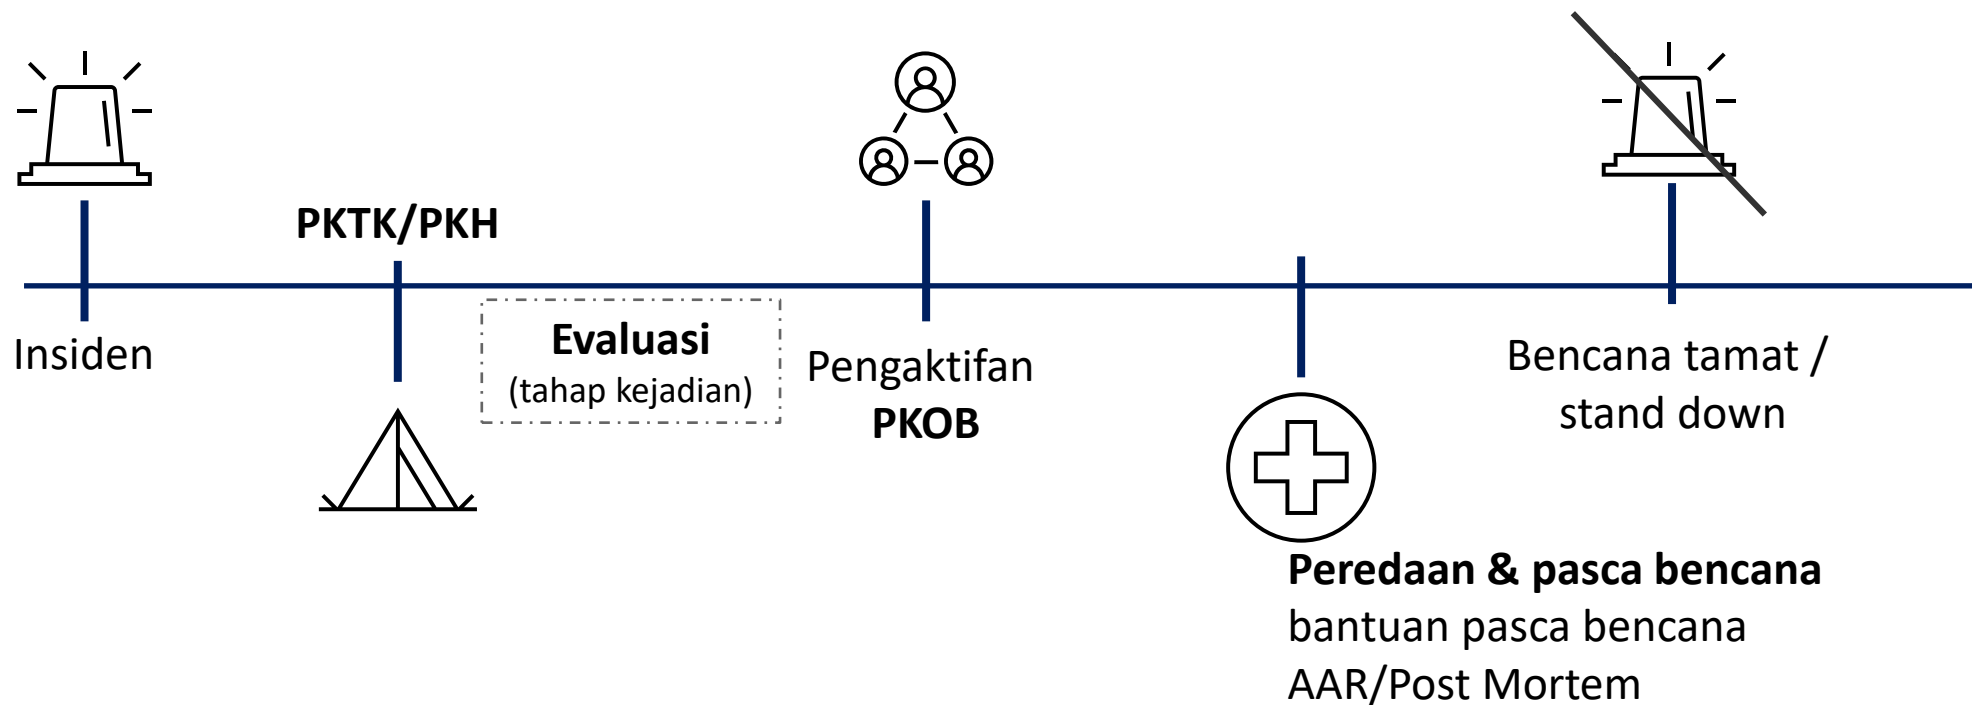 Insiden
PKTK/PKH
Evaluasi
(tahap kejadian)
Pengaktifan
PKOB
Peredaan & pasca bencana
bantuan pasca bencana
AAR/Post Mortem
Bencana tamat /
stand down